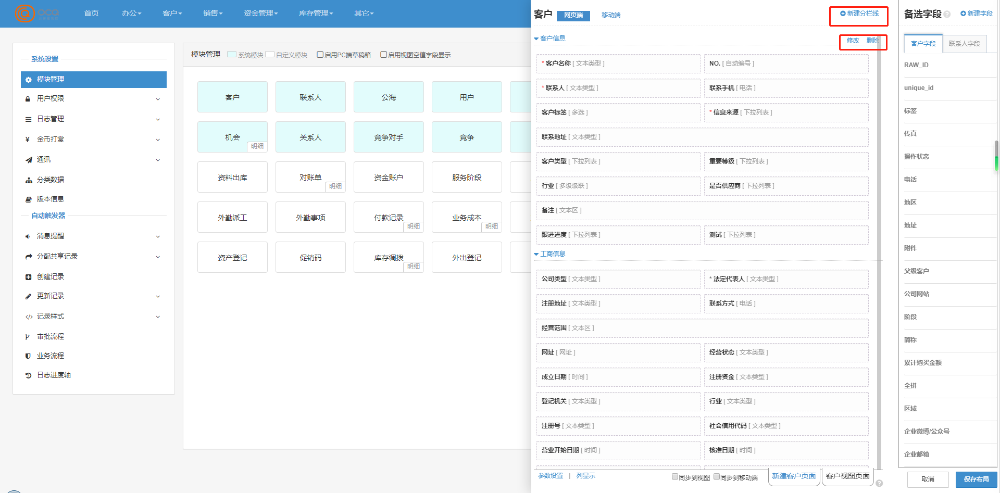 oca
首页 办公 客户 销售 资金管理 库存管理 其它
系统设置
模块管理
用户权限
日志管理
金币打赏
通讯
分类数据
版本信息
自动触发器
消息提醒
分配共享记录
创建记录
更新记录
记录样式
审批流程
业务流程
日志进度轴
模块管理 系统模块 自定义模块 启用PC端草稿箱 启用视图空值字段显示
客户 联系人 公海 用户
机会 明细 关系人 竞争对手 竞争
资料出库 对账单 明细 资金账户 服务阶段
外勤派工 外勤事项 付款记录 明细 业务成本 明细
资产登记 促销码 库存调拨 明细 外出登记
客户 网页端 移动端 新建分栏线
客户信息 修改 删除
* 客户名称 [ 文本类型 ] NO. [ 自动编号 ]
* 联系人 [ 文本类型 ] 联系手机 [ 电话 ]
客户标签 [ 多选 ] * 信息来源 [ 下拉列表 ]
联系地址 [ 文本类型 ]
客户类型 [ 下拉列表 ] 重要等级 [ 下拉列表 ]
行业 [ 多级级联 ] 是否供应商 [ 下拉列表 ]
备注 [ 文本区 ]
跟进进度 [ 下拉列表 ] 测试 [ 下拉列表 ]
工商信息
公司类型 [ 文本类型 ] * 法定代表人 [ 文本类型 ]
注册地址 [ 文本类型 ] 联系方式 [ 电话 ]
经营范围 [ 文本区 ]
网址 [ 网址 ] 经营状态 [ 文本类型 ]
成立日期 [ 时间 ] 注册资金 [ 文本类型 ]
登记机关 [ 文本类型 ] 行业 [ 文本类型 ]
注册号 [ 文本类型 ] 社会信用代码 [ 文本类型 ]
营业开始日期 [ 时间 ] 核准日期 [ 时间 ]
参数设置 | 列显示 同步到视图 同步到移动端 新建客户页面 客户视图页面
备选字段 新建字段
客户字段 联系人字段
RAW_ID
unique_id
标签
传真
操作状态
电话
地区
地址
附件
父级客户
公司网站
阶段
简称
累计购买金额
全拼
区域
企业微博/公众号
企业邮箱
取消 保存布局